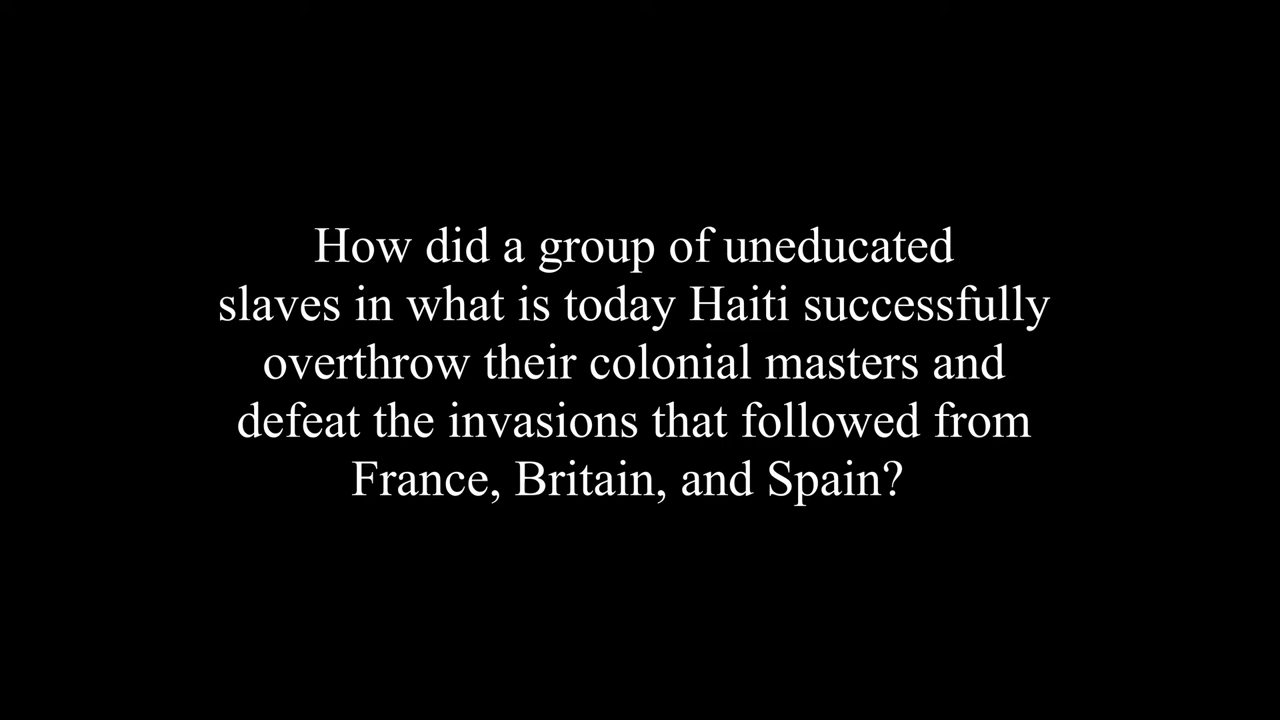 How did a group of uneducated
slaves in what is today Haiti successfully
overthrow their colonial masters and
defeat the invasions that followed from
France, Britain, and Spain?